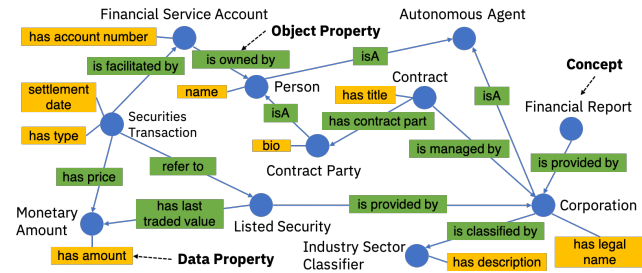 Financial Service Account
Autonomous Agent
has account number
Object Property
is owned by
isA
is facilitated by
Concept
settlement
date
name
Person
Contract
has title
isA
Financial Report
Securities
Transaction
isA
has contract part
has type
bio
is managed by
is provided by
Contract Party
has price
refer to
Monetary
Amount
has last
traded value
Listed Security
is provided by
Corporation
is classified by
has amount
Data Property
Industry Sector
Classifier
has description
has legal
name